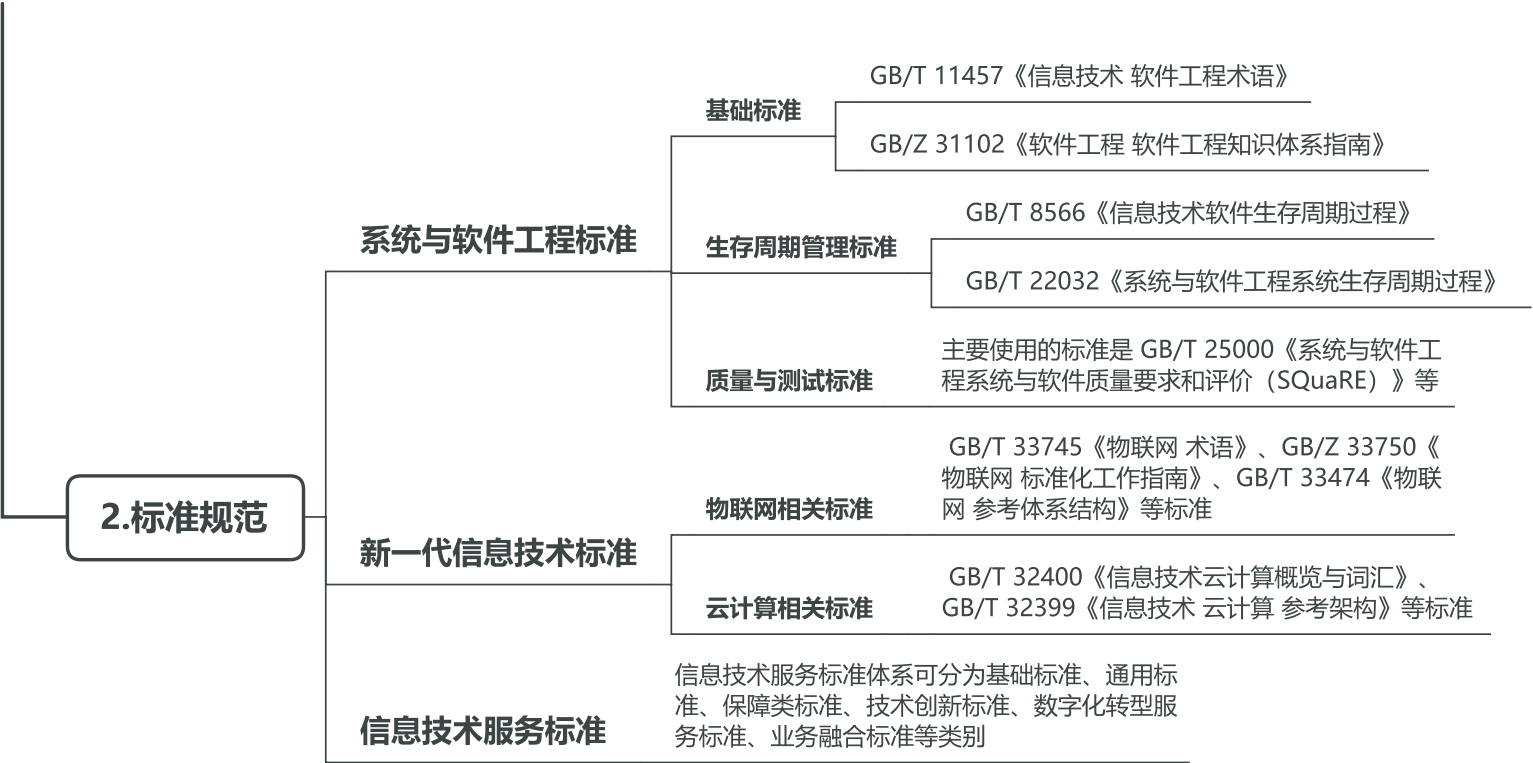 GB/T 11457《信息技术 软件工程术语》
基础标准
GB/Z 31102《软件工程 软件工程知识体系指南》
GB/T 8566《信息技术软件生存周期过程》
系统与软件工程标准
生存周期管理标准
GB/T 22032《系统与软件工程系统生存周期过程》
主要使用的标准是 GB/T 25000《系统与软件工
程系统与软件质量要求和评价（SQuaRE）》等
质量与测试标准
GB/T 33745《物联网 术语》、GB/Z 33750《
物联网 标准化工作指南》、GB/T 33474《物联
网 参考体系结构》等标准
物联网相关标准
2.标准规范
新一代信息技术标准
GB/T 32400《信息技术云计算概览与词汇》、
GB/T 32399《信息技术 云计算 参考架构》等标准
云计算相关标准
信息技术服务标准体系可分为基础标准、通用标
准、保障类标准、技术创新标准、数字化转型服
务标准、业务融合标准等类别
信息技术服务标准